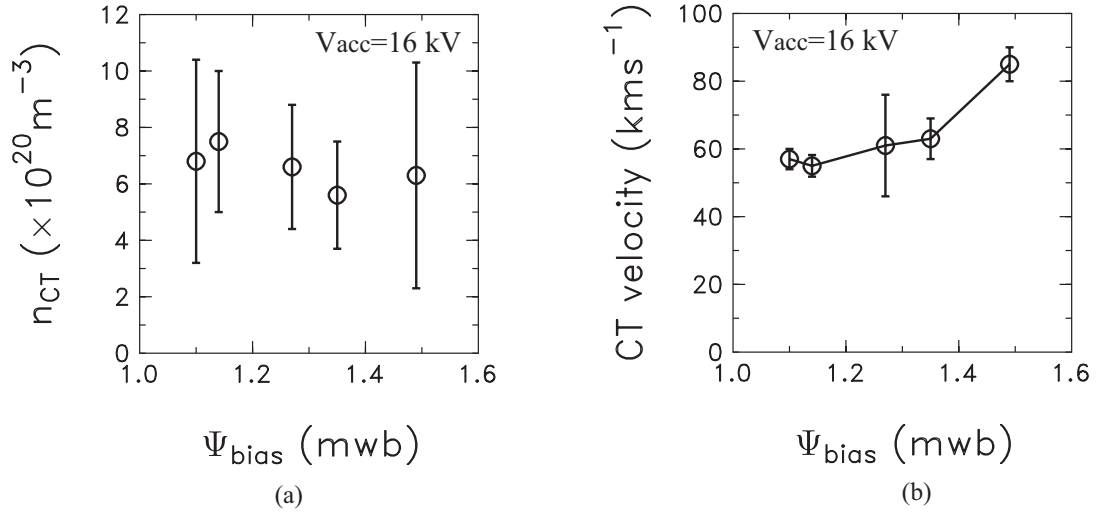 12
10
8
6
4
2
0
1.0 1.2 1.4 1.6
n_CT (×10^20 m^−3)
Vacc=16 kV
Ψ_bias (mwb)
(a)
100
80
60
40
20
0
1.0 1.2 1.4 1.6
CT velocity (kms^−1)
Vacc=16 kV
Ψ_bias (mwb)
(b)